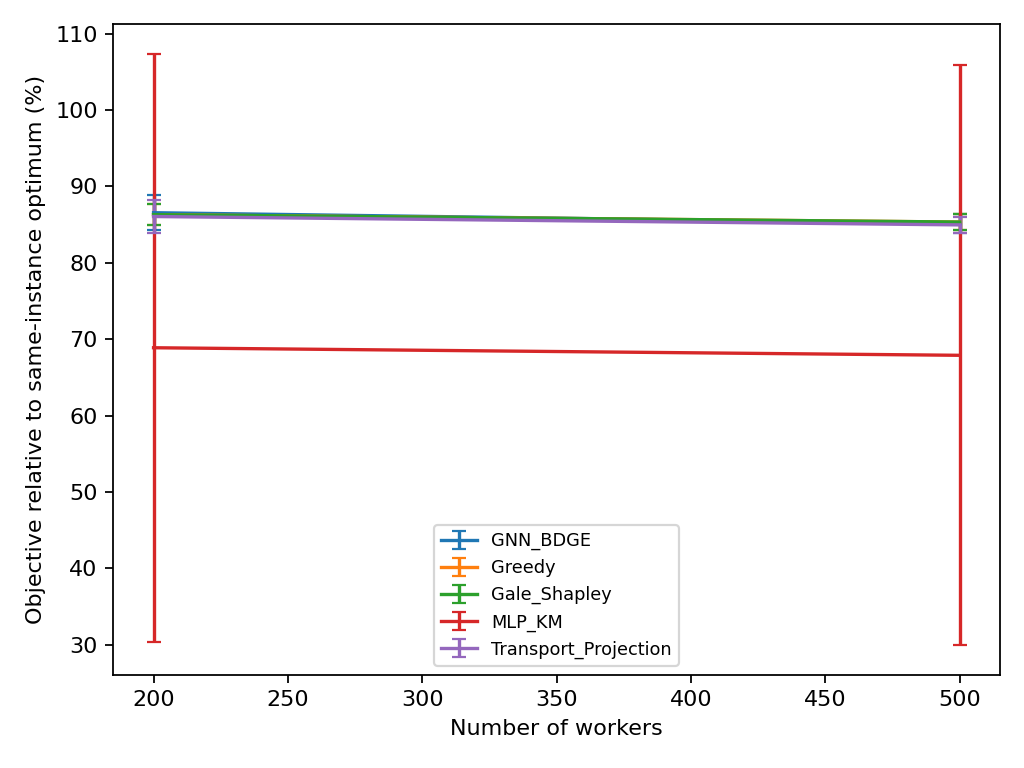 Objective relative to same-instance optimum (%)
110
100
90
80
70
60
50
40
30
GNN_BDGE
Greedy
Gale_Shapley
MLP_KM
Transport_Projection
200 250 300 350 400 450 500
Number of workers